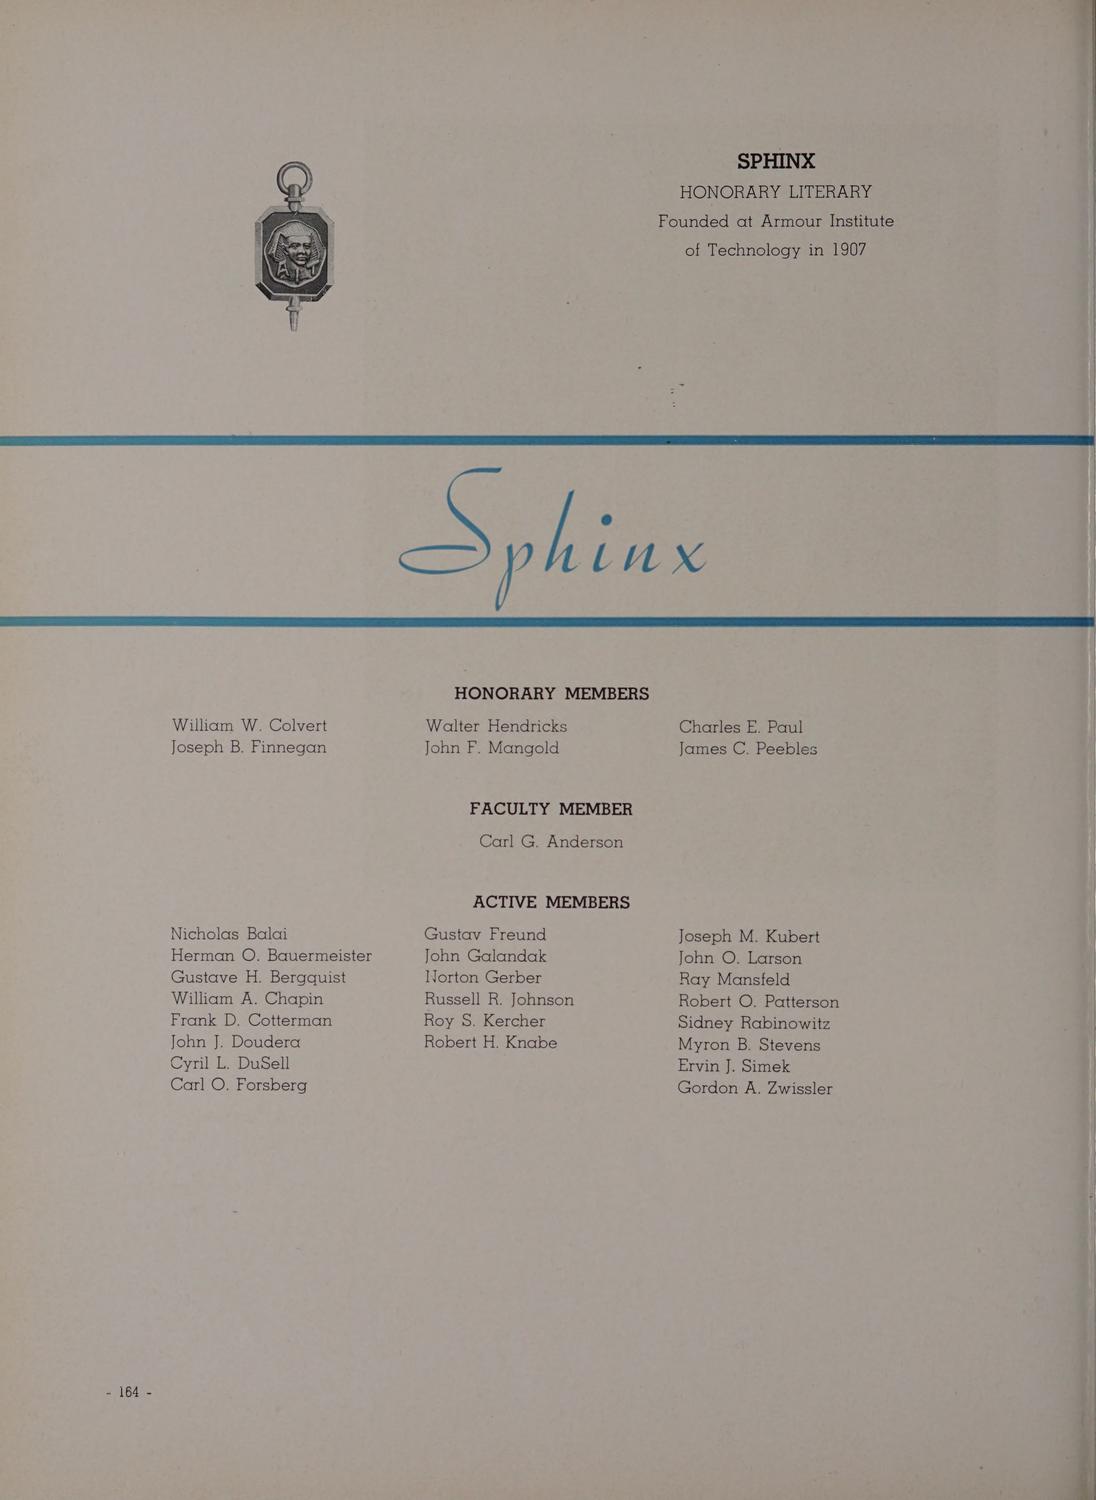 SPHINX
HONORARY LITERARY
Founded at Armour Institute
of Technology in 1907
Sphinx
HONORARY MEMBERS
William W. Colvert
Joseph B. Finnegan
Walter Hendricks
John F. Mangold
Charles E. Paul
James C. Peebles
FACULTY MEMBER
Carl G. Anderson
ACTIVE MEMBERS
Nicholas Balai
Herman O. Bauermeister
Gustave H. Bergquist
William A. Chapin
Frank D. Cotterman
John J. Doudera
Cyril L. DuSell
Carl O. Forsberg
Gustav Freund
John Galandak
Norton Gerber
Russell R. Johnson
Roy S. Kercher
Robert H. Knabe
Joseph M. Kubert
John O. Larson
Ray Mansfeld
Robert O. Patterson
Sidney Rabinowitz
Myron B. Stevens
Ervin J. Simek
Gordon A. Zwissler
- 164 -